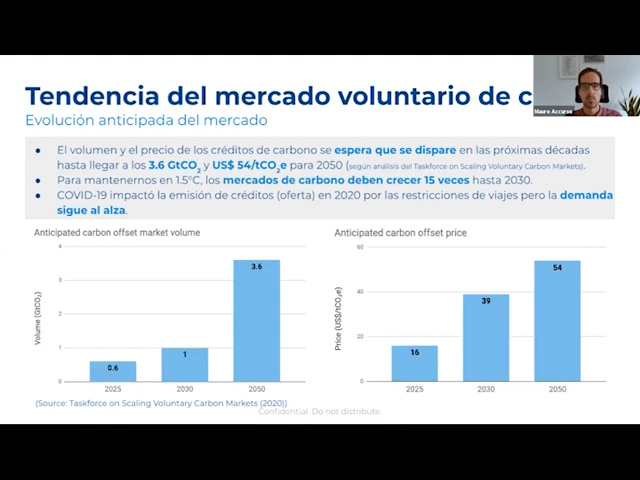 Tendencia del mercado voluntario de c
Evolución anticipada del mercado
Mauro Accurso
• El volumen y el precio de los créditos de carbono se espera que se dispare en las próximas décadas
hasta llegar a los 3.6 GtCO2 y US$ 54/tCO2e para 2050 (según análisis del Taskforce on Scaling Voluntary Carbon Markets).
• Para mantenernos en 1.5°C, los mercados de carbono deben crecer 15 veces hasta 2030.
• COVID-19 impactó la emisión de créditos (oferta) en 2020 por las restricciones de viajes pero la demanda
sigue al alza.
Anticipated carbon offset market volume
Volume (GtCO2)
4
3
2
1
0
0.6
1
3.6
2025
2030
2050
Anticipated carbon offset price
Price (US$/tCO2e)
60
40
20
0
16
39
54
2025
2030
2050
(Source: Taskforce on Scaling Voluntary Carbon Markets (2020))
Confidential. Do not distribute.